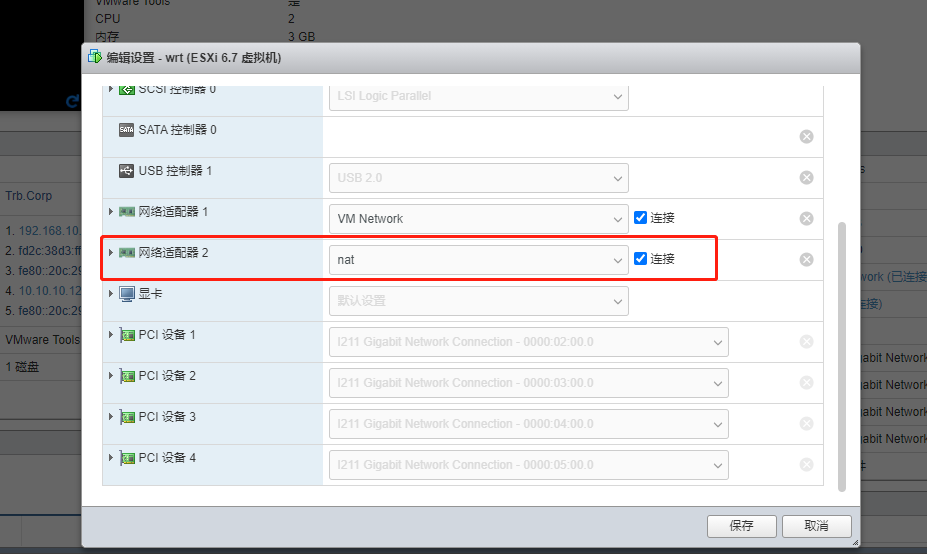 VMware Tools 是
CPU 2
内存 3 GB
编辑设置 - wrt (ESXi 6.7 虚拟机)
SCSI 控制器 0 LSI Logic Parallel
SATA 控制器 0
USB 控制器 1 USB 2.0
网络适配器 1 VM Network 连接
网络适配器 2 nat 连接
显卡 默认设置
PCI 设备 1 I211 Gigabit Network Connection - 0000:02:00.0
PCI 设备 2 I211 Gigabit Network Connection - 0000:03:00.0
PCI 设备 3 I211 Gigabit Network Connection - 0000:04:00.0
PCI 设备 4 I211 Gigabit Network Connection - 0000:05:00.0
保存 取消
Trb.Corp
1. 192.168.10.
2. fd2c:38d3:ff
3. fe80::20c:29
4. 10.10.10.12
5. fe80::20c:29
VMware Tools
1 磁盘
work (已连接
连接)
abit Network
abit Network
abit Network
abit Network
件